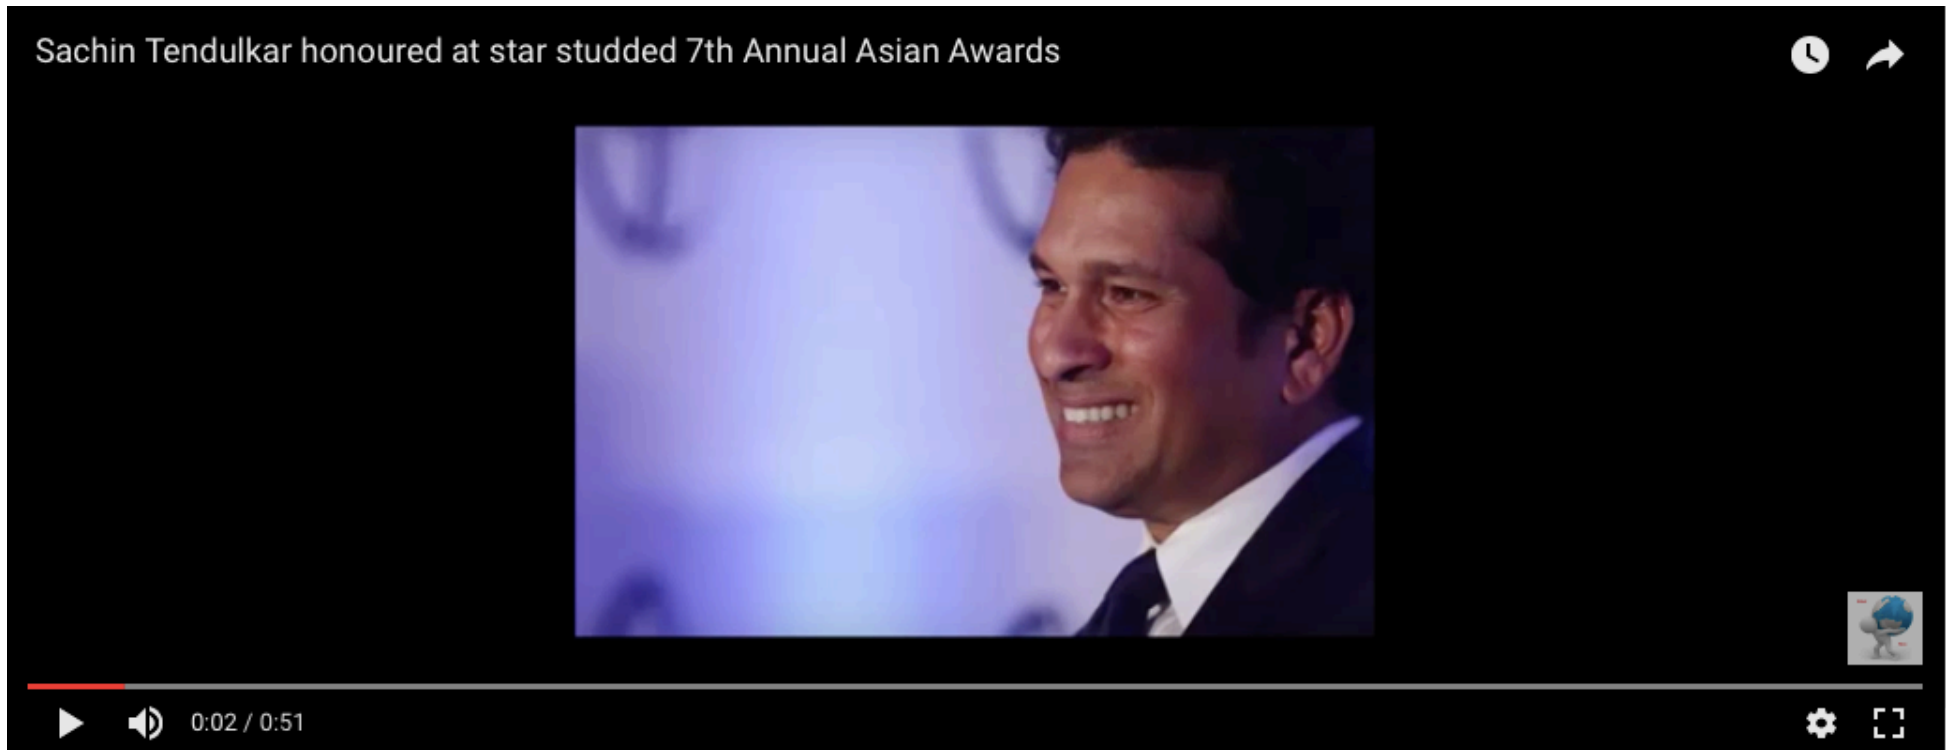 Sachin Tendulkar honoured at star studded 7th Annual Asian Awards
0:02 / 0:51